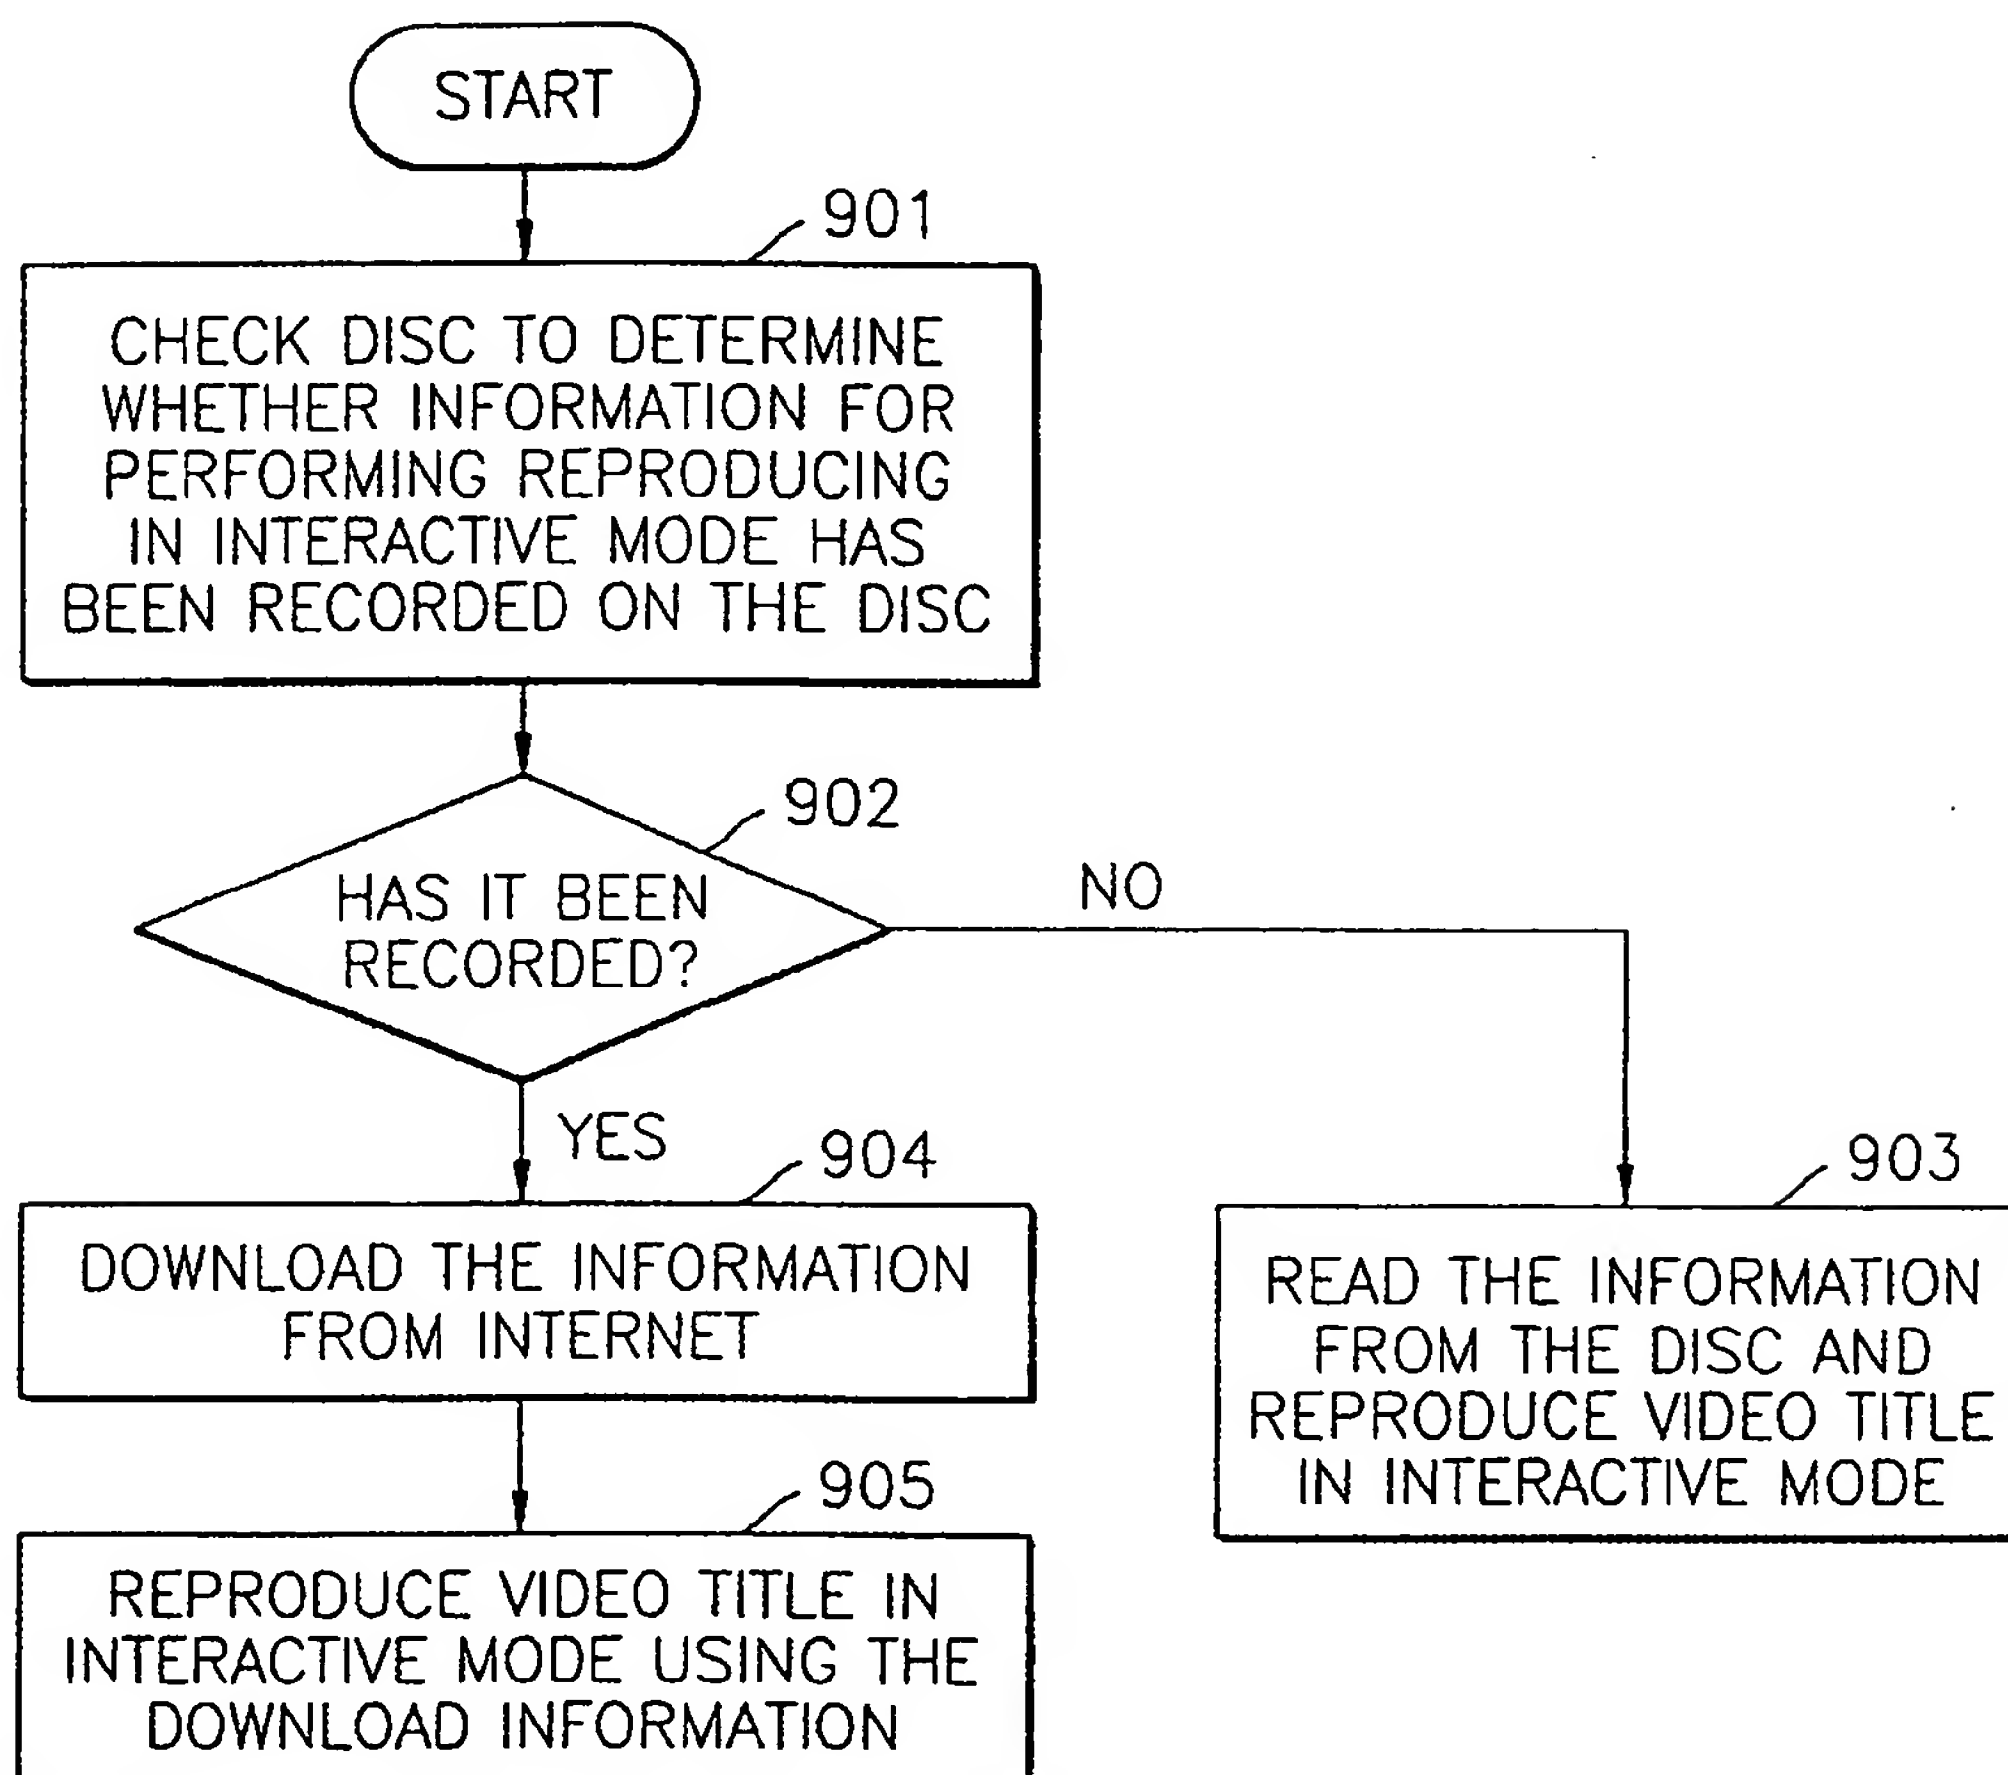 START
901
CHECK DISC TO DETERMINE
WHETHER INFORMATION FOR
PERFORMING REPRODUCING
IN INTERACTIVE MODE HAS
BEEN RECORDED ON THE DISC
902
HAS IT BEEN
RECORDED?
NO
YES
904
DOWNLOAD THE INFORMATION
FROM INTERNET
903
READ THE INFORMATION
FROM THE DISC AND
REPRODUCE VIDEO TITLE
IN INTERACTIVE MODE
905
REPRODUCE VIDEO TITLE IN
INTERACTIVE MODE USING THE
DOWNLOAD INFORMATION